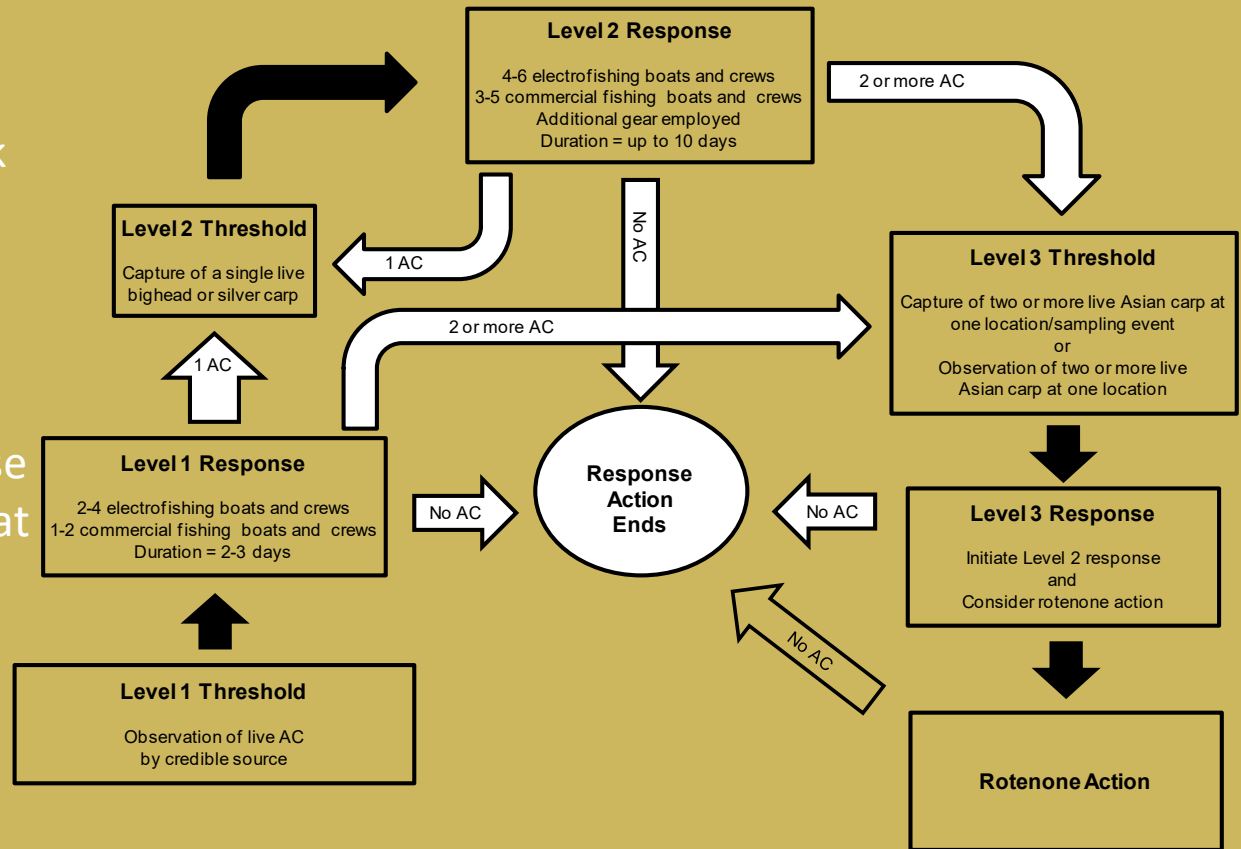 Level 2 Response
4-6 electrofishing boats and crews
3-5 commercial fishing boats and crews
Additional gear employed
Duration = up to 10 days
2 or more AC
Level 2 Threshold
Capture of a single live
bighead or silver carp
1 AC
No AC
Level 3 Threshold
Capture of two or more live Asian carp at
one location/sampling event
or
Observation of two or more live
Asian carp at one location
2 or more AC
1 AC
Level 1 Response
2-4 electrofishing boats and crews
1-2 commercial fishing boats and crews
Duration = 2-3 days
No AC
Response
Action
Ends
No AC
Level 3 Response
Initiate Level 2 response
and
Consider rotenone action
Level 1 Threshold
Observation of live AC
by credible source
No AC
Rotenone Action